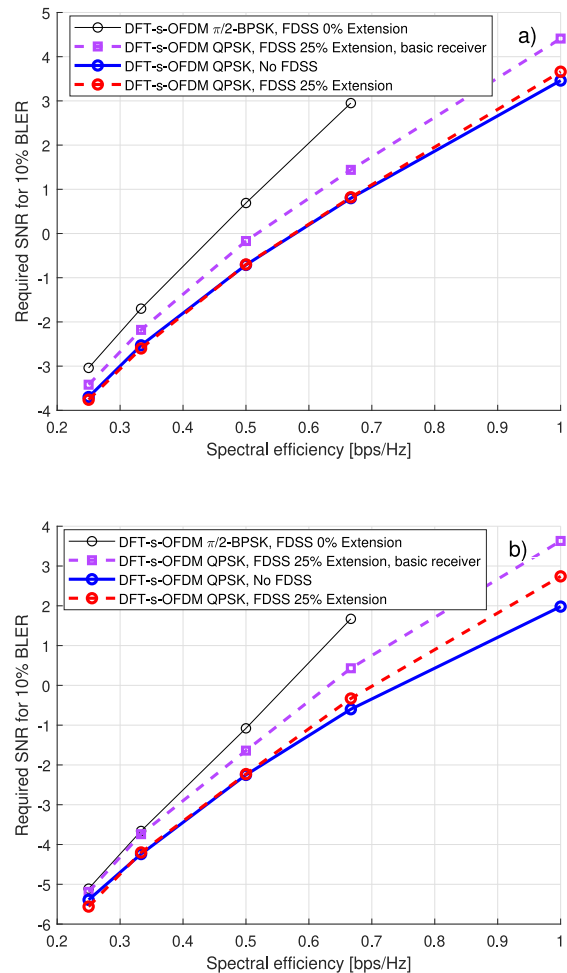 5
4
3
2
1
0
-1
-2
-3
-4
Required SNR for 10% BLER
DFT-s-OFDM π/2-BPSK, FDSS 0% Extension
DFT-s-OFDM QPSK, FDSS 25% Extension, basic receiver
DFT-s-OFDM QPSK, No FDSS
DFT-s-OFDM QPSK, FDSS 25% Extension
a)
0.2 0.3 0.4 0.5 0.6 0.7 0.8 0.9 1
Spectral efficiency [bps/Hz]
4
3
2
1
0
-1
-2
-3
-4
-5
-6
Required SNR for 10% BLER
DFT-s-OFDM π/2-BPSK, FDSS 0% Extension
DFT-s-OFDM QPSK, FDSS 25% Extension, basic receiver
DFT-s-OFDM QPSK, No FDSS
DFT-s-OFDM QPSK, FDSS 25% Extension
b)
0.2 0.3 0.4 0.5 0.6 0.7 0.8 0.9 1
Spectral efficiency [bps/Hz]